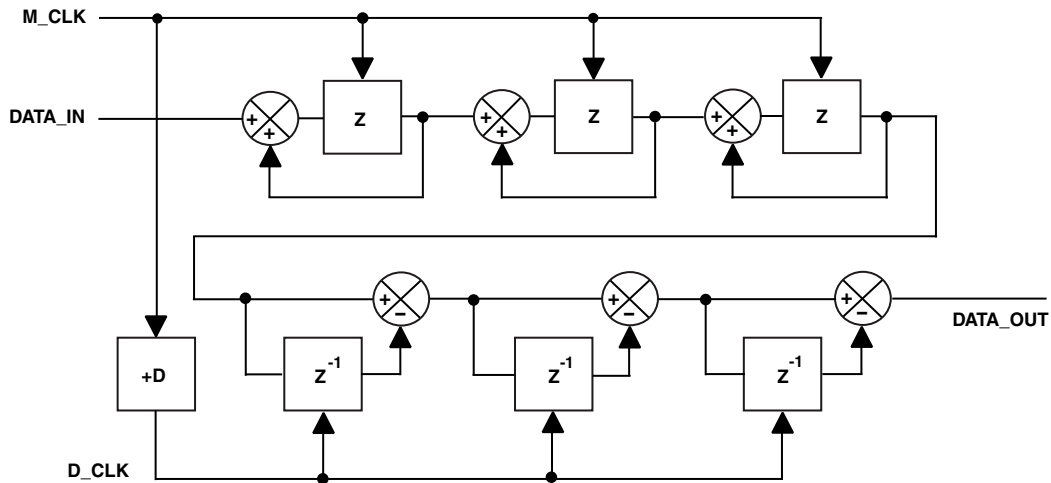 M_CLK
DATA_IN
+
+
Z
+
+
Z
+
+
Z
+
–
+
–
+
–
DATA_OUT
+D
Z-1
Z-1
Z-1
D_CLK